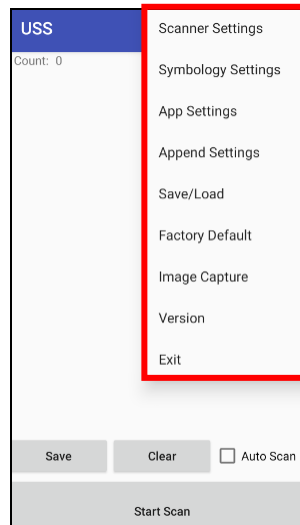 USS
Count: 0
Scanner Settings
Symbology Settings
App Settings
Append Settings
Save/Load
Factory Default
Image Capture
Version
Exit
Save
Clear
Auto Scan
Start Scan